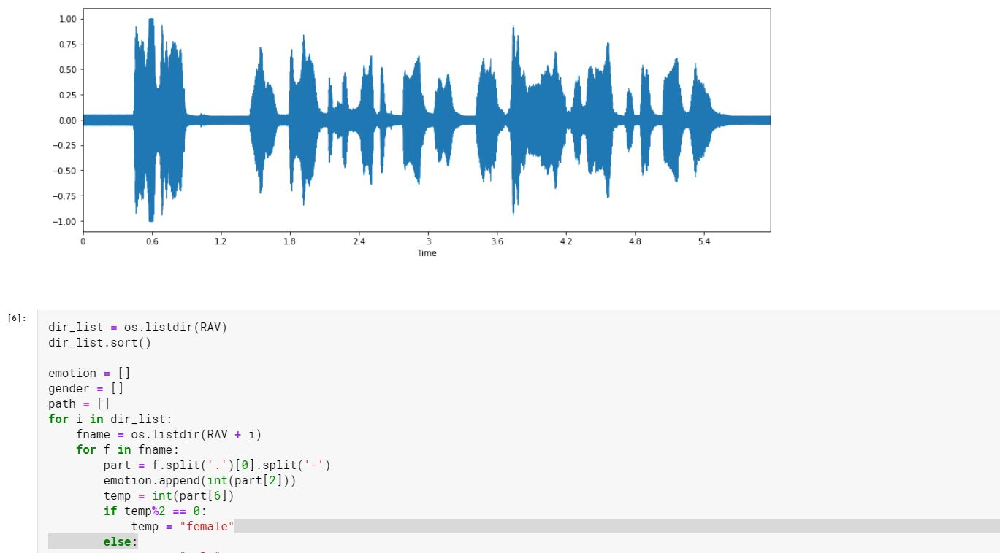 1.00
0.75
0.50
0.25
0.00
−0.25
−0.50
−0.75
−1.00
0 0.6 1.2 1.8 2.4 3 3.6 4.2 4.8 5.4
Time
[6]:
dir_list = os.listdir(RAV)
dir_list.sort()
emotion = []
gender = []
path = []
for i in dir_list:
    fname = os.listdir(RAV + i)
    for f in fname:
        part = f.split('.')[0].split('-')
        emotion.append(int(part[2]))
        temp = int(part[6])
        if temp%2 == 0:
            temp = "female"
        else: